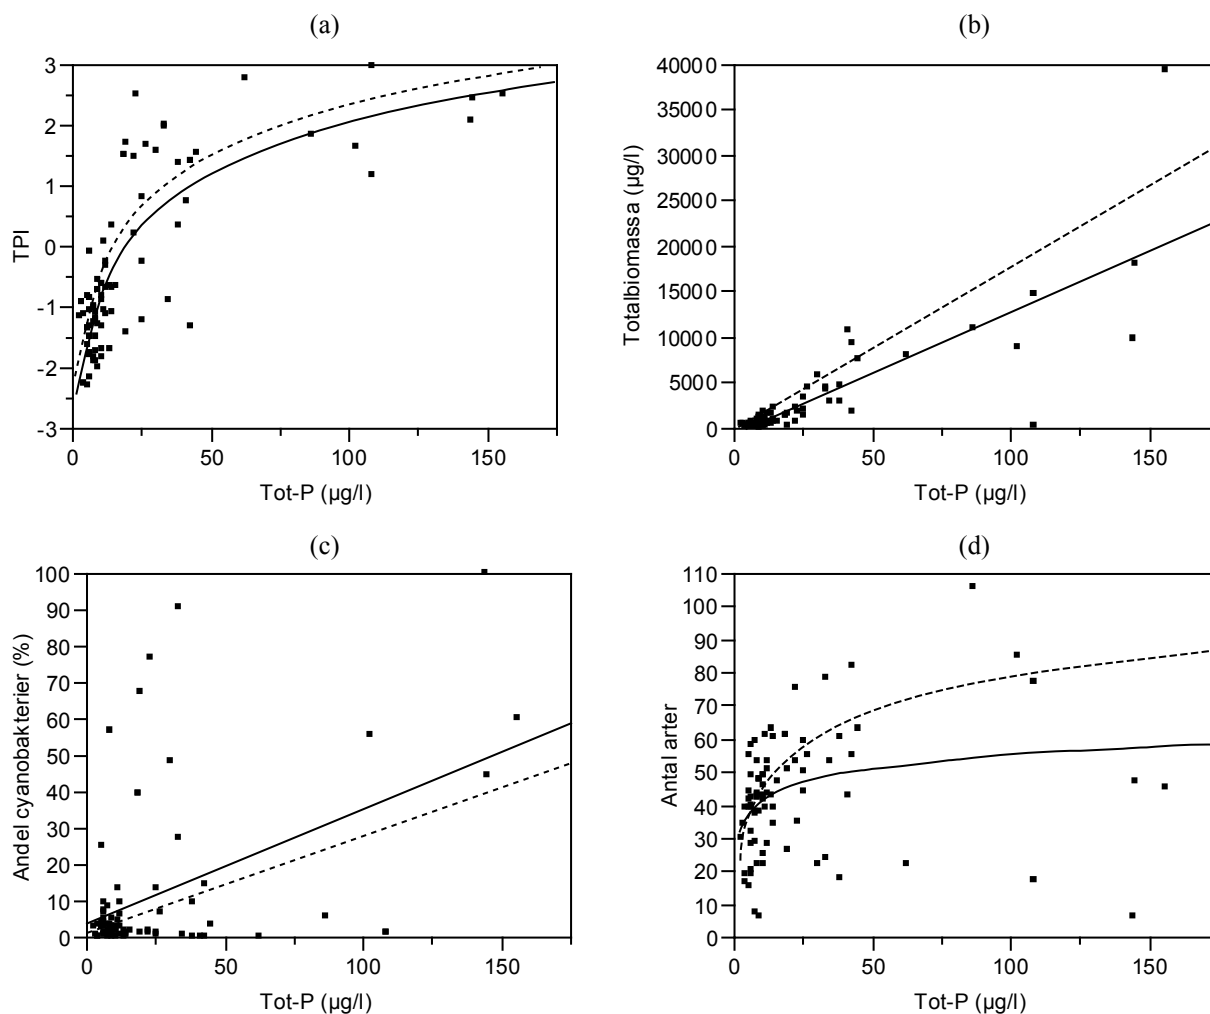 (a)
3
2
1
0
-1
-2
-3
TPI
0 50 100 150
Tot-P (µg/l)
(b)
40000
35000
30000
25000
20000
15000
10000
5000
0
Totalbiomassa (µg/l)
0 50 100 150
Tot-P (µg/l)
(c)
100
90
80
70
60
50
40
30
20
10
0
Andel cyanobakterier (%)
0 50 100 150
Tot-P (µg/l)
(d)
110
100
90
80
70
60
50
40
30
20
10
0
Antal arter
0 50 100 150
Tot-P (µg/l)